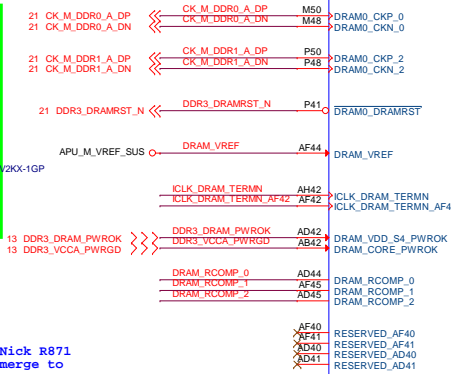 21 CK_M_DDR0_A_DP CK_M_DDR0_A_DP M50 DRAM0_CKP_0
21 CK_M_DDR0_A_DN CK_M_DDR0_A_DN M48 DRAM0_CKN_0
21 CK_M_DDR1_A_DP CK_M_DDR1_A_DP P50 DRAM0_CKP_2
21 CK_M_DDR1_A_DN CK_M_DDR1_A_DN P48 DRAM0_CKN_2
21 DDR3_DRAMRST_N DDR3_DRAMRST_N P41 DRAM0_DRAMRST
APU_M_VREF_SUS DRAM_VREF AF44 DRAM_VREF
V2KX-1GP
ICLK_DRAM_TERMN AH42 ICLK_DRAM_TERMN
ICLK_DRAM_TERMN_AF42 AF42 ICLK_DRAM_TERMN_AF4
13 DDR3_DRAM_PWROK DDR3_DRAM_PWROK AD42 DRAM_VDD_S4_PWROK
13 DDR3_VCCA_PWRGD DDR3_VCCA_PWRGD AB42 DRAM_CORE_PWROK
DRAM_RCOMP_0 AD44 DRAM_RCOMP_0
DRAM_RCOMP_1 AF45 DRAM_RCOMP_1
DRAM_RCOMP_2 AD45 DRAM_RCOMP_2
AF40 RESERVED_AF40
AF41 RESERVED_AF41
AD40 RESERVED_AD40
AD41 RESERVED_AD41
Nick R871
merge to